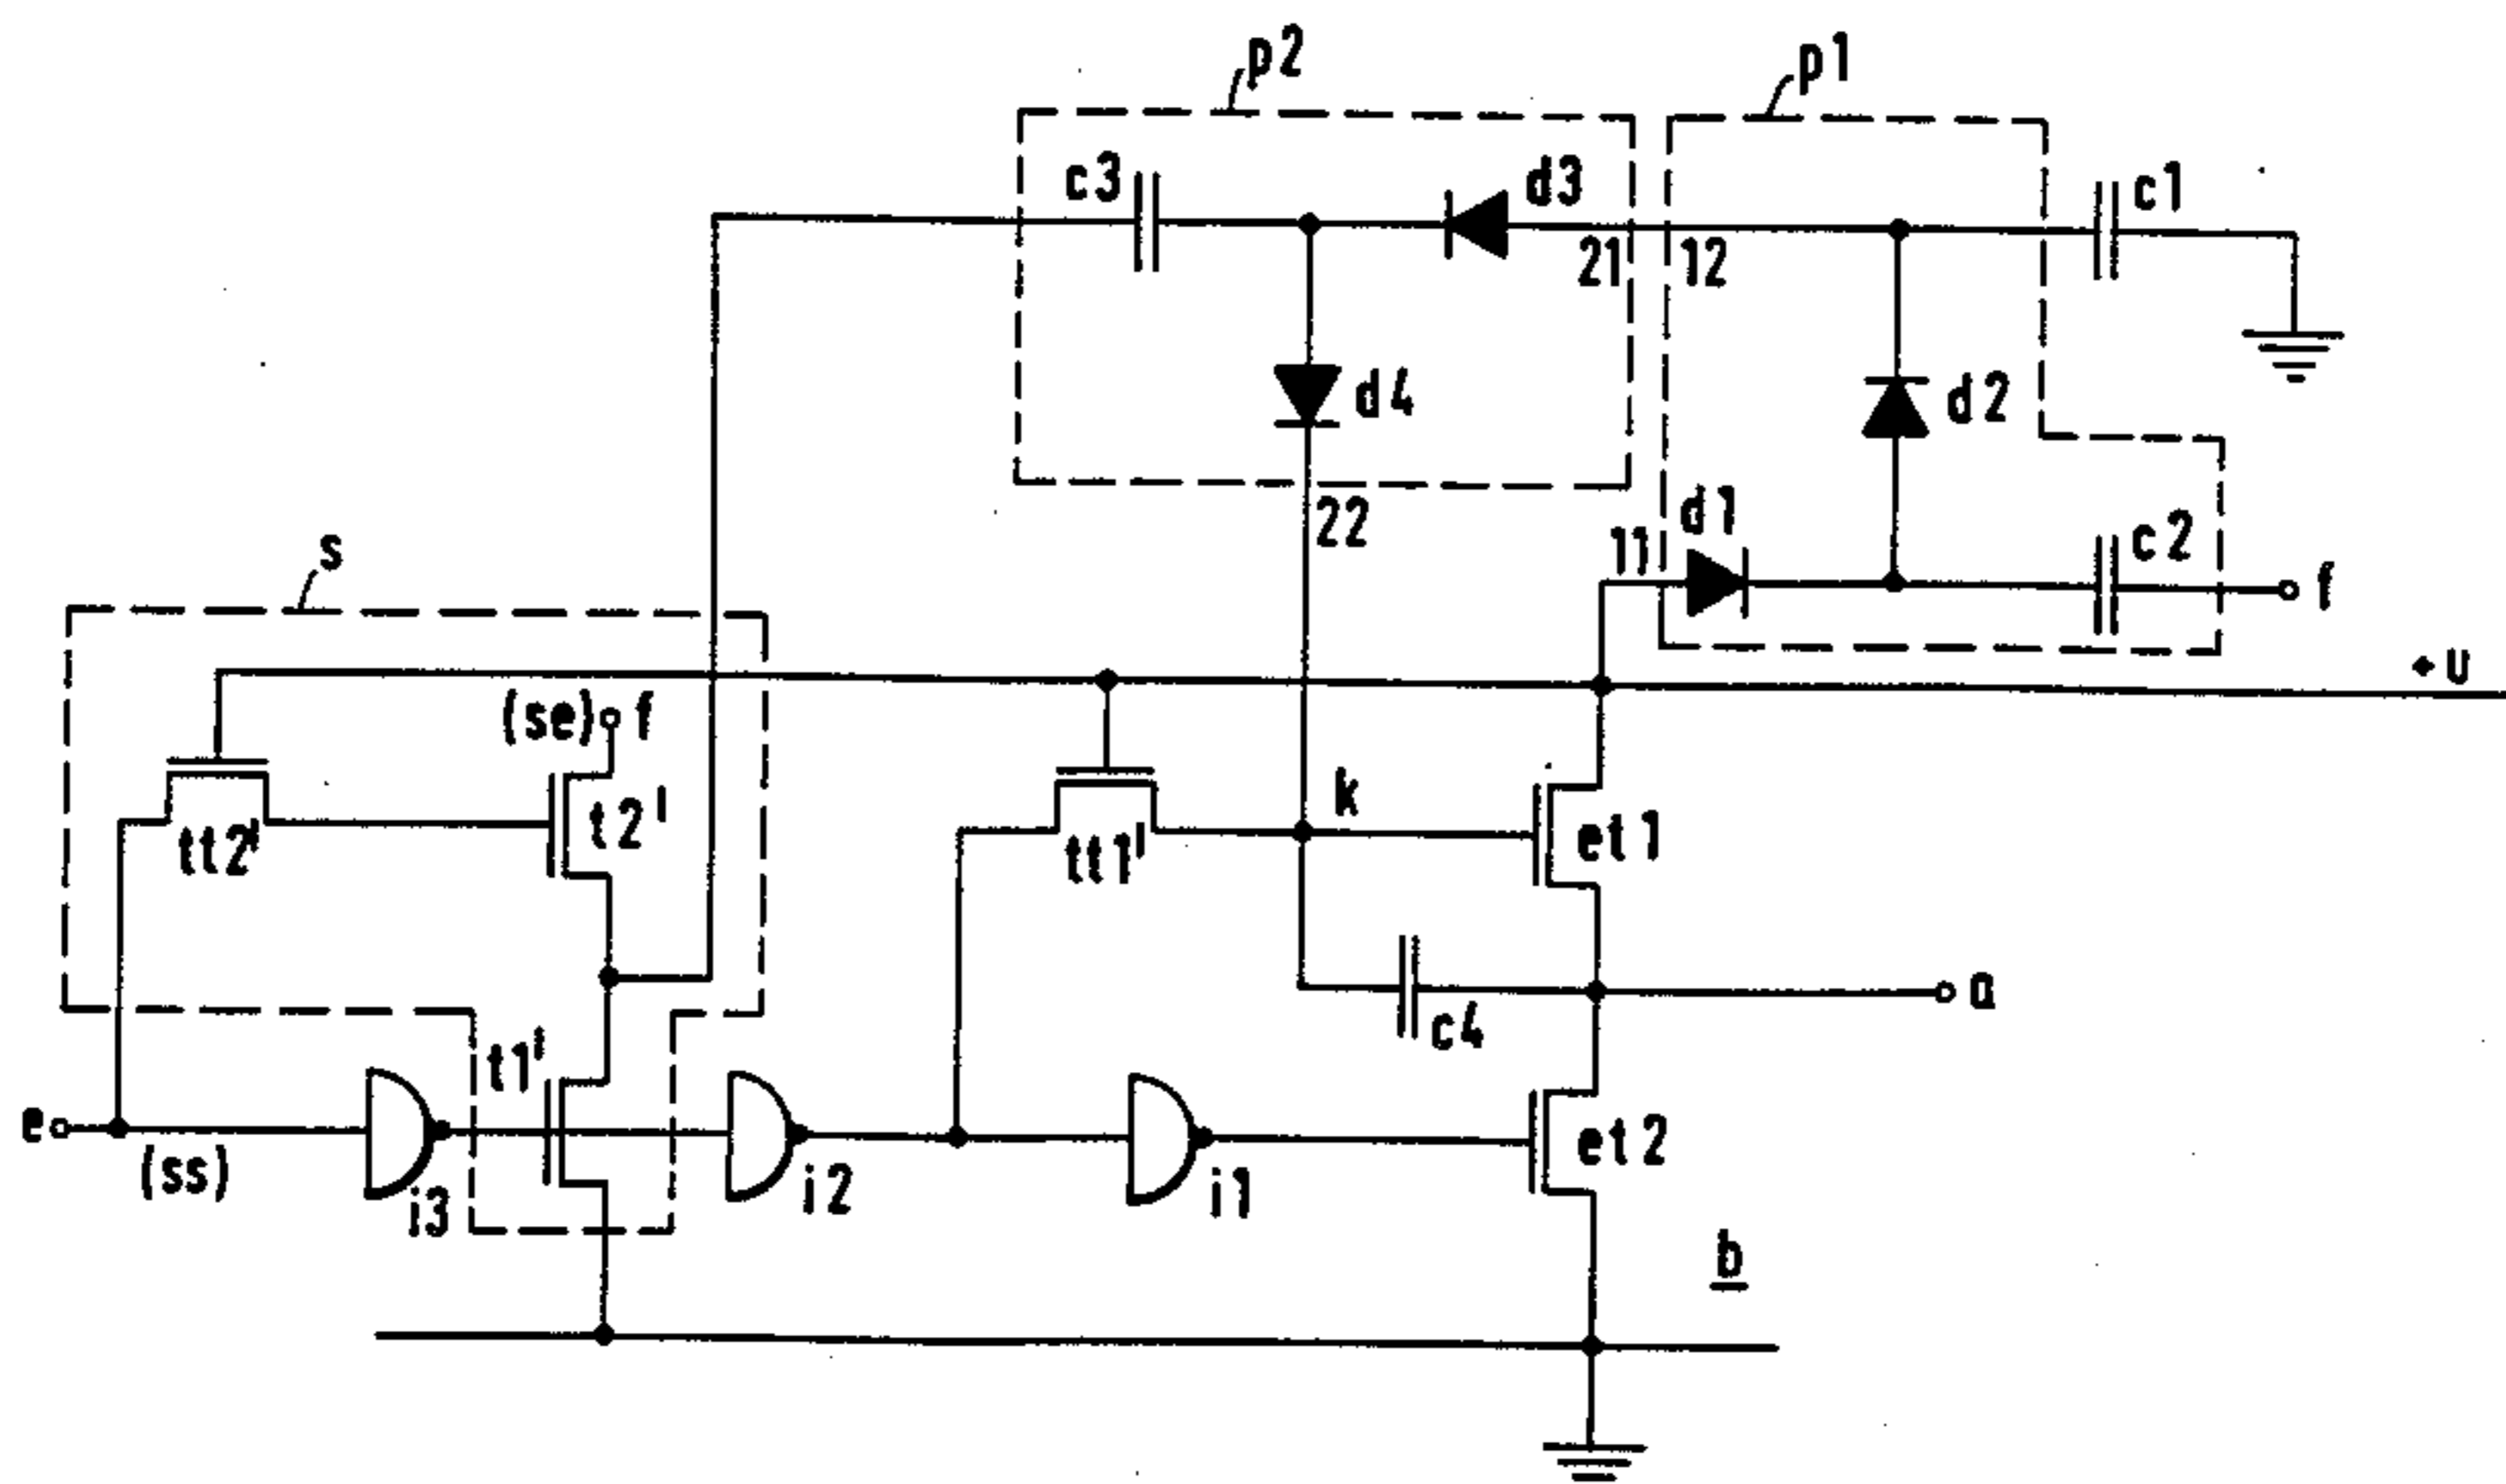 p2
p1
c3
d3
c1
21
12
d4
d2
22
d1
11
c2
f
s
+U
(se)
f
k
tt2'
t2'
tt1'
et1
a
c4
t1'
e
(ss)
i3
i2
i1
et2
b